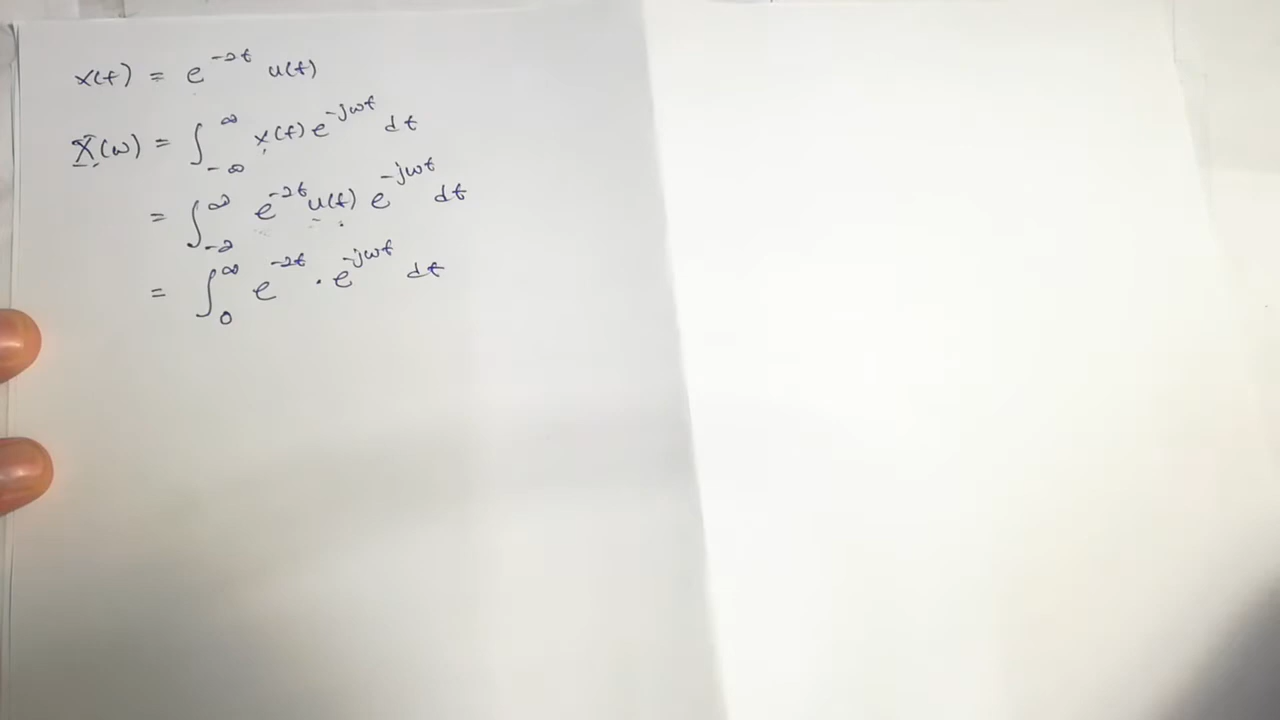 x(t) = e^{-2t} u(t)
X(ω) = ∫_{-∞}^{∞} x(t) e^{-jωt} dt
= ∫_{-∞}^{∞} e^{-2t} u(t) e^{-jωt} dt
= ∫_{0}^{∞} e^{-2t} · e^{-jωt} dt